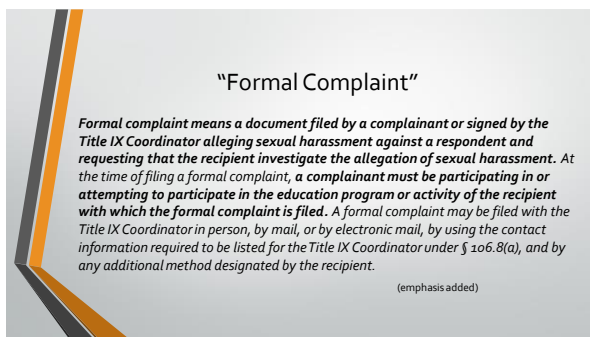 “Formal Complaint”
Formal complaint means a document filed by a complainant or signed by the
Title IX Coordinator alleging sexual harassment against a respondent and
requesting that the recipient investigate the allegation of sexual harassment. At
the time of filing a formal complaint, a complainant must be participating in or
attempting to participate in the education program or activity of the recipient
with which the formal complaint is filed. A formal complaint may be filed with the
Title IX Coordinator in person, by mail, or by electronic mail, by using the contact
information required to be listed for the Title IX Coordinator under § 106.8(a), and by
any additional method designated by the recipient.
(emphasis added)